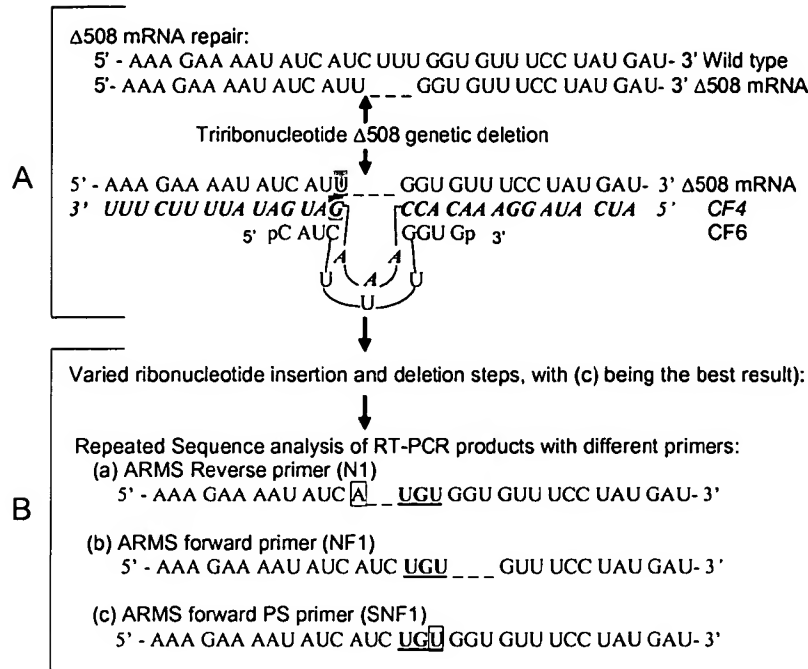 Δ508 mRNA repair:
5' - AAA GAA AAU AUC AUC UUU GGU GUU UCC UAU GAU- 3' Wild type
5'- AAA GAA AAU AUC AUU _ _ _ GGU GUU UCC UAU GAU- 3' Δ508 mRNA
Triribonucleotide Δ508 genetic deletion
A
5' - AAA GAA AAU AUC AUU _ _ _ GGU GUU UCC UAU GAU- 3' Δ508 mRNA
3' UUU CUU UUA UAGUAG CCA CAA AGG AUA CUA 5' CF4
5' pC AUC GGU Gp 3' CF6
A A
U A U
U
Varied ribonucleotide insertion and deletion steps, with (c) being the best result):
Repeated Sequence analysis of RT-PCR products with different primers:
(a) ARMS Reverse primer (N1)
5' - AAA GAA AAU AUC A _ _ UGU GGU GUU UCC UAU GAU- 3'
B
(b) ARMS forward primer (NF1)
5' - AAA GAA AAU AUC AUC UGU _ _ _ GUU UCC UAU GAU- 3'
(c) ARMS forward PS primer (SNF1)
5' - AAA GAA AAU AUC AUC UGU GGU GUU UCC UAU GAU- 3'